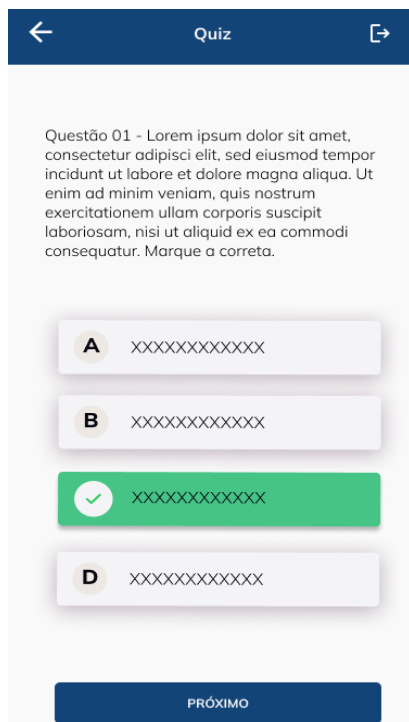 Quiz
Questão 01 - Lorem ipsum dolor sit amet,
consectetur adipisci elit, sed eiusmod tempor
incidunt ut labore et dolore magna aliqua. Ut
enim ad minim veniam, quis nostrum
exercitationem ullam corporis suscipit
laboriosam, nisi ut aliquid ex ea commodi
consequatur. Marque a correta.
A XXXXXXXXXXXX
B XXXXXXXXXXXX
XXXXXXXXXXXX
D XXXXXXXXXXXX
PRÓXIMO